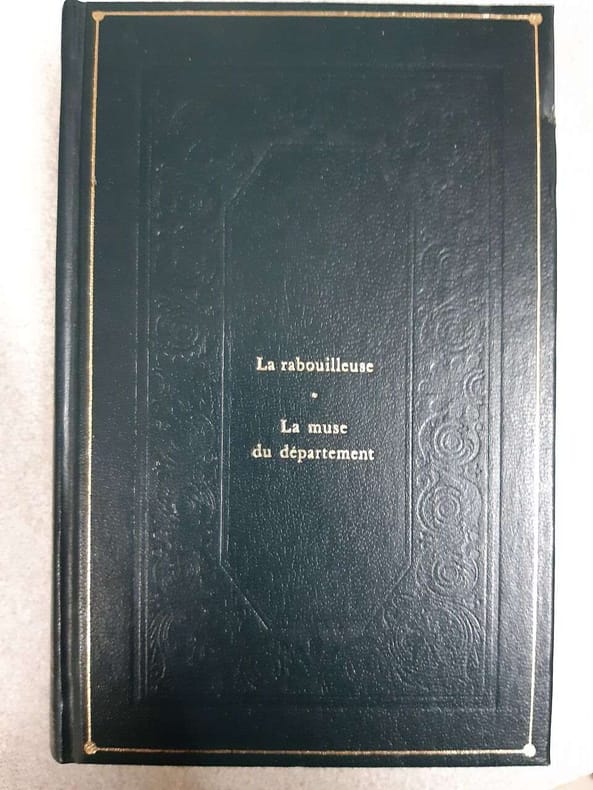 La rabouilleuse
La muse
du département